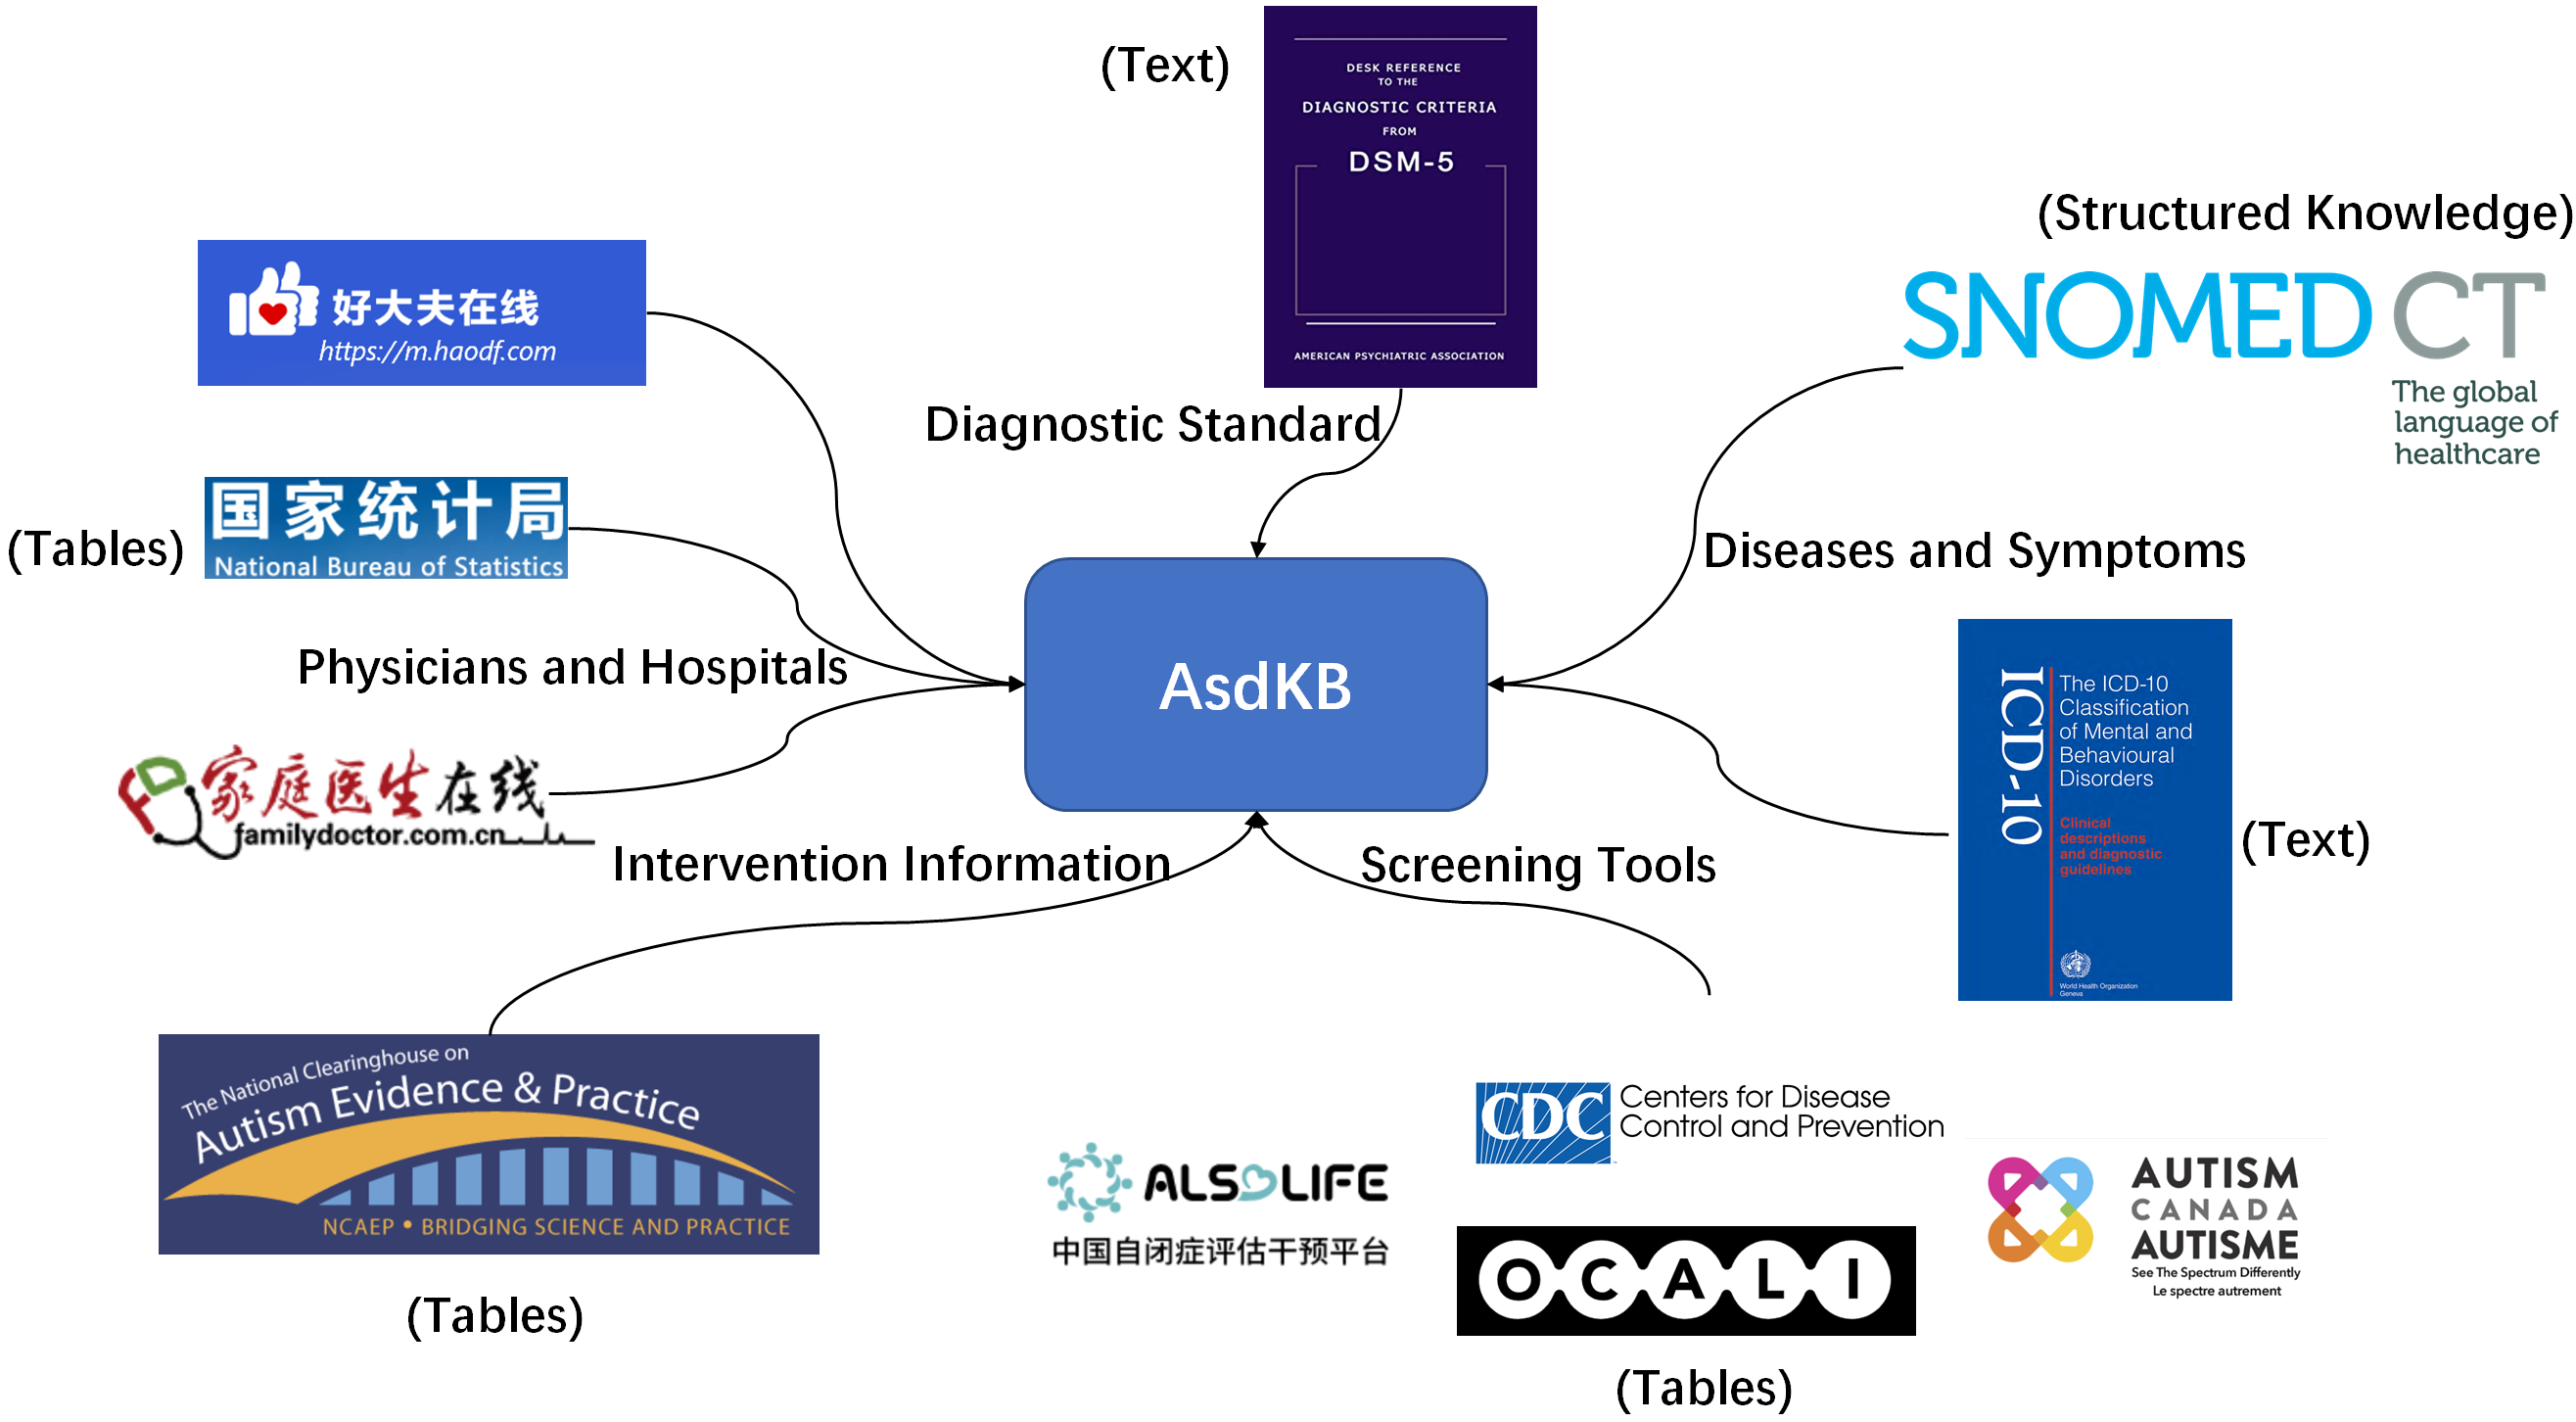 (Text)
DESK REFERENCE
TO THE
DIAGNOSTIC CRITERIA
FROM
DSM-5
AMERICAN PSYCHIATRIC ASSOCIATION
(Structured Knowledge)
SNOMED CT
The global
language of
healthcare
好大夫在线
https://m.haodf.com
Diagnostic Standard
(Tables)
国家统计局
National Bureau of Statistics
Diseases and Symptoms
Physicians and Hospitals
AsdKB
ICD-10
The ICD-10
Classification
of Mental and
Behavioural
Disorders
Clinical
descriptions
and diagnostic
guidelines
World Health Organization
Geneva
(Text)
家庭医生在线
familydoctor.com.cn
Intervention Information
Screening Tools
The National Clearinghouse on
Autism Evidence & Practice
NCAEP • BRIDGING SCIENCE AND PRACTICE
(Tables)
ALSOLIFE
中国自闭症评估干预平台
CDC
Centers for Disease
Control and Prevention
OCALI
(Tables)
AUTISM
CANADA
AUTISME
See The Spectrum Differently
Le spectre autrement